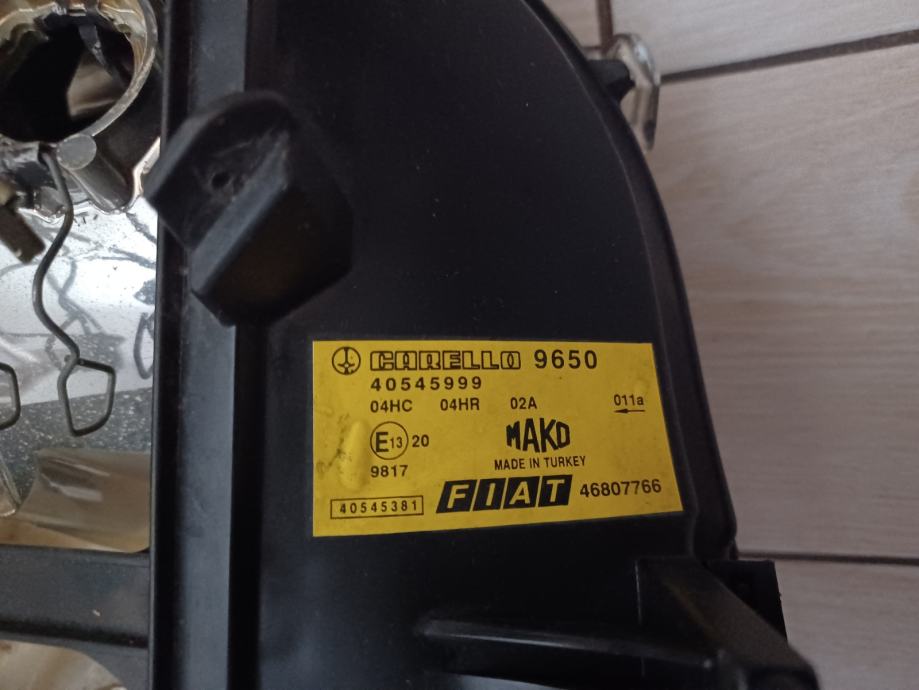 CARELLO 9650
40545999
04HC 04HR 02A 011a
E13 20 MAKO
MADE IN TURKEY
9817
40545381 FIAT 46807766